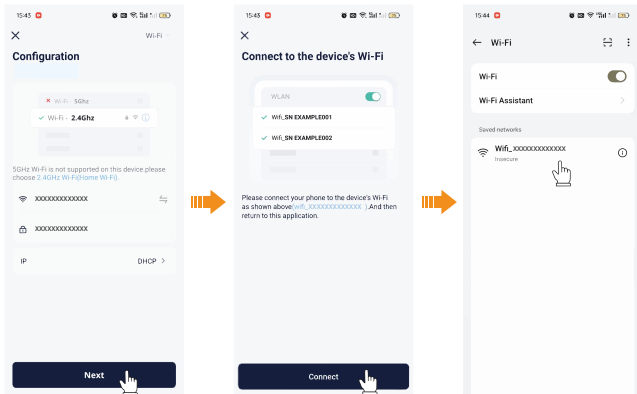 15:43
Wi-Fi
Configuration
Wi-Fi - 5Ghz
Wi-Fi - 2.4Ghz
5GHz Wi-Fi is not supported on this device please
choose 2.4GHz Wi-Fi(Home Wi-Fi).
XXXXXXXXXXXXX
XXXXXXXXXXXXX
IP DHCP >
Next
15:43
Connect to the device's Wi-Fi
WLAN
Wifi_SN EXAMPLE001
Wifi_SN EXAMPLE002
Please connect your phone to the device's Wi-Fi
as shown above(wifi_XXXXXXXXXXXXX ).And then
return to this application.
Connect
15:44
Wi-Fi
Wi-Fi
Wi-Fi Assistant
Saved networks
Wifi_XXXXXXXXXXXXX
Insecure